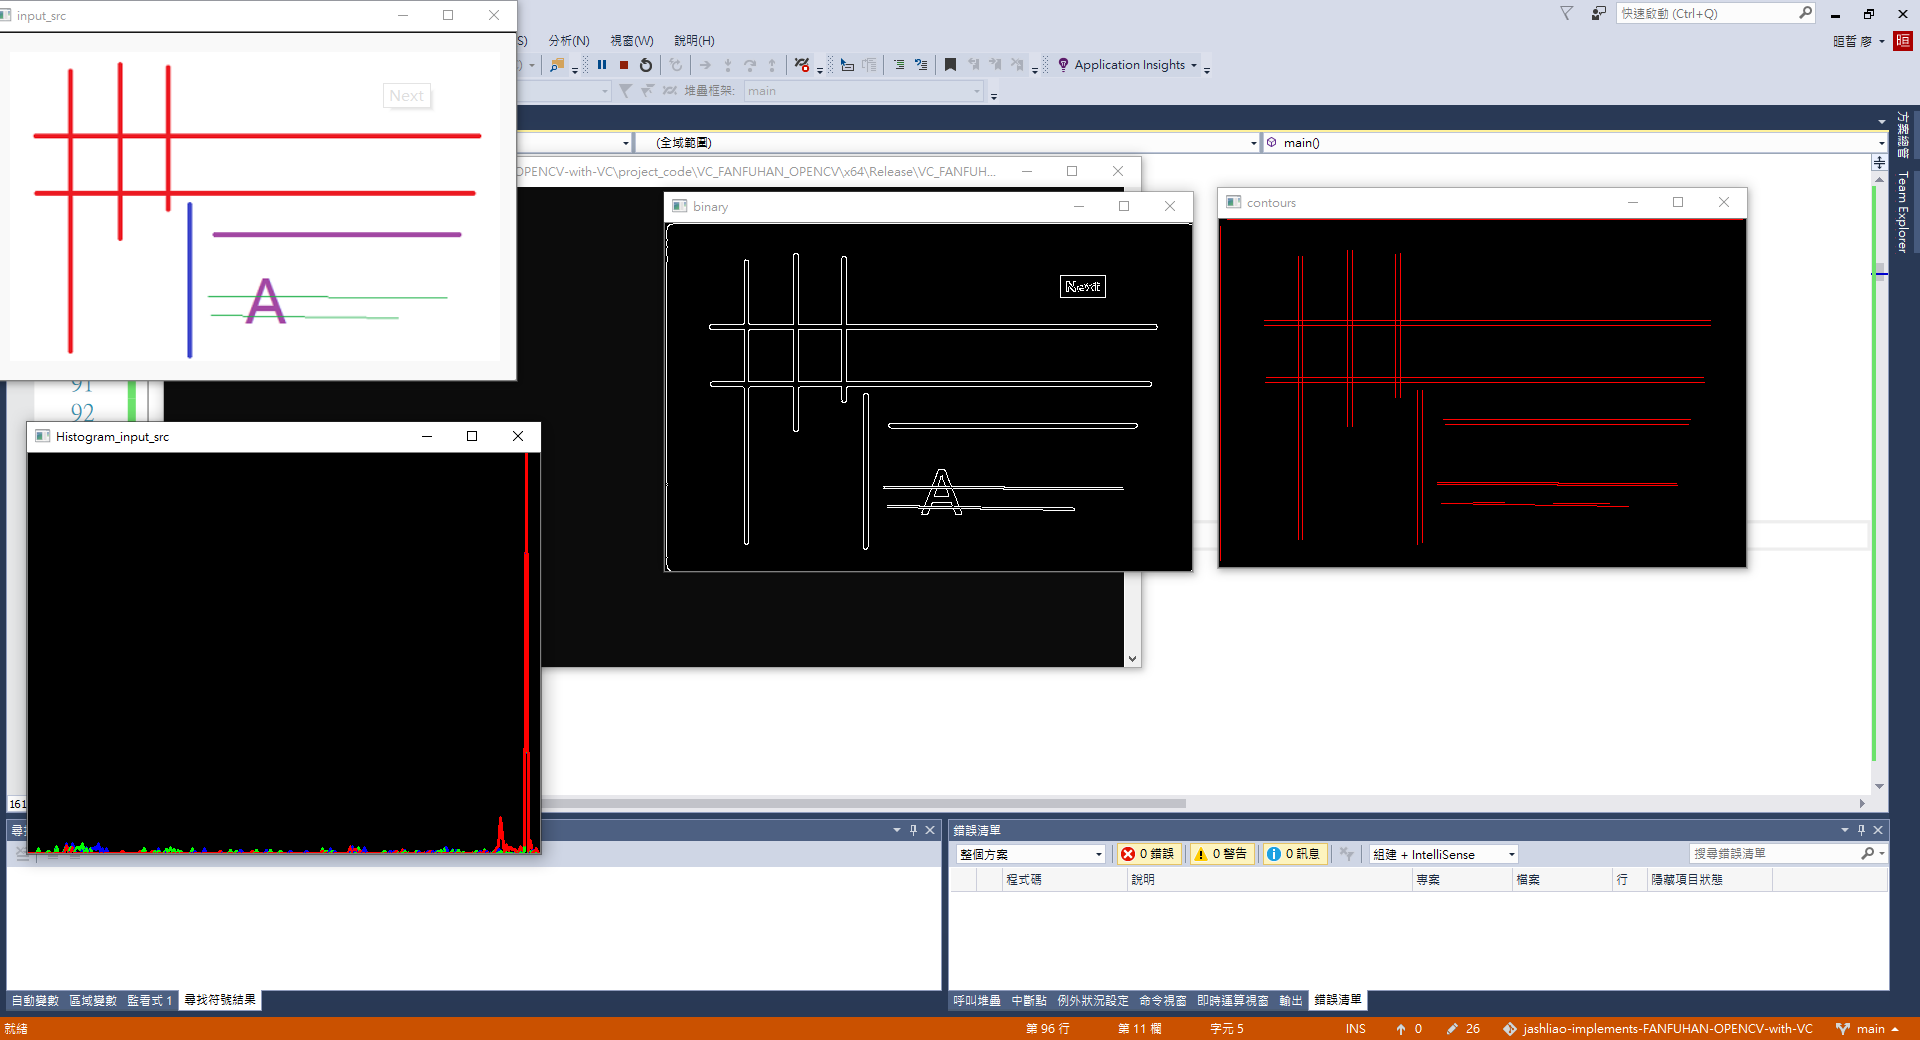 input_src
快速啟動 (Ctrl+Q)
S) 分析(N) 視窗(W) 說明(H)
晅哲 廖
晅
Application Insights
堆疊框架: main
Next
(全域範圍)
main()
方案總管
Team Explorer
OPENCV-with-VC\project_code\VC_FANFUHAN_OPENCV\x64\Release\VC_FANFUH...
binary
contours
Next
A
A
91
92
Histogram_input_src
161
尋找
錯誤清單
整個方案
0 錯誤
0 警告
0 訊息
組建 + IntelliSense
搜尋錯誤清單
程式碼 說明 專案 檔案 行 隱藏項目狀態
自動變數 區域變數 監看式 1 尋找符號結果
呼叫堆疊 中斷點 例外狀況設定 命令視窗 即時運算視窗 輸出 錯誤清單
就緒 第 96 行 第 11 欄 字元 5 INS 0 26 jashliao-implements-FANFUHAN-OPENCV-with-VC main